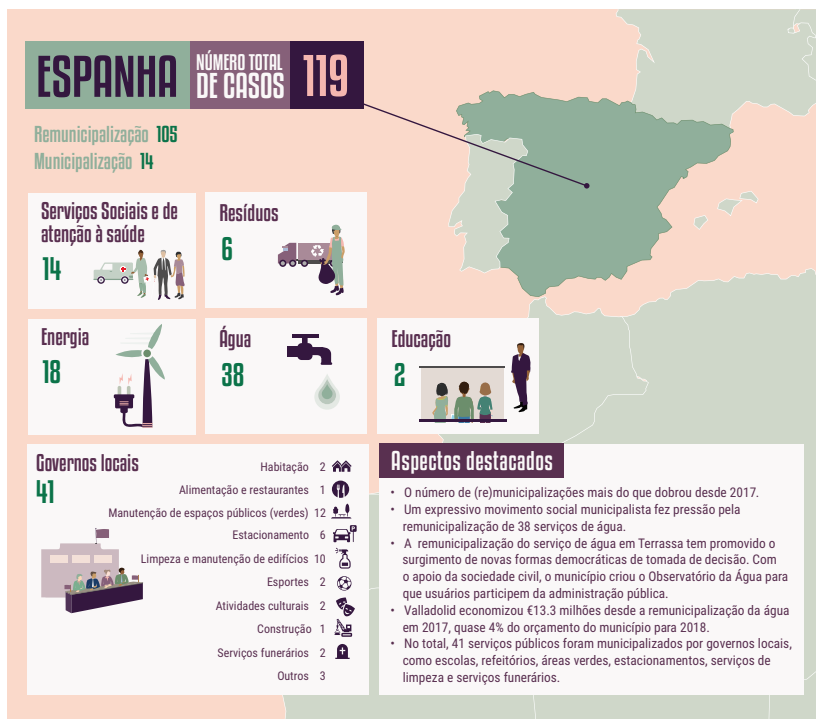 ESPANHA
NÚMERO TOTAL
DE CASOS
119
Remunicipalização 105
Municipalização 14
Serviços Sociais e de
atenção à saúde
14
Resíduos
6
Energia
18
Água
38
Educação
2
Governos locais
41
Habitação 2
Alimentação e restaurantes 1
Manutenção de espaços públicos (verdes) 12
Estacionamento 6
P
Limpeza e manutenção de edifícios 10
Esportes 2
Atividades culturais 2
Construção 1
Serviços funerários 2
Outros 3
Aspectos destacados
• O número de (re)municipalizações mais do que dobrou desde 2017.
• Um expressivo movimento social municipalista fez pressão pela
remunicipalização de 38 serviços de água.
• A remunicipalização do serviço de água em Terrassa tem promovido o
surgimento de novas formas democráticas de tomada de decisão. Com
o apoio da sociedade civil, o município criou o Observatório da Água para
que usuários participem da administração pública.
• Valladolid economizou €13.3 milhões desde a remunicipalização da água
em 2017, quase 4% do orçamento do município para 2018.
• No total, 41 serviços públicos foram municipalizados por governos locais,
como escolas, refeitórios, áreas verdes, estacionamentos, serviços de
limpeza e serviços funerários.